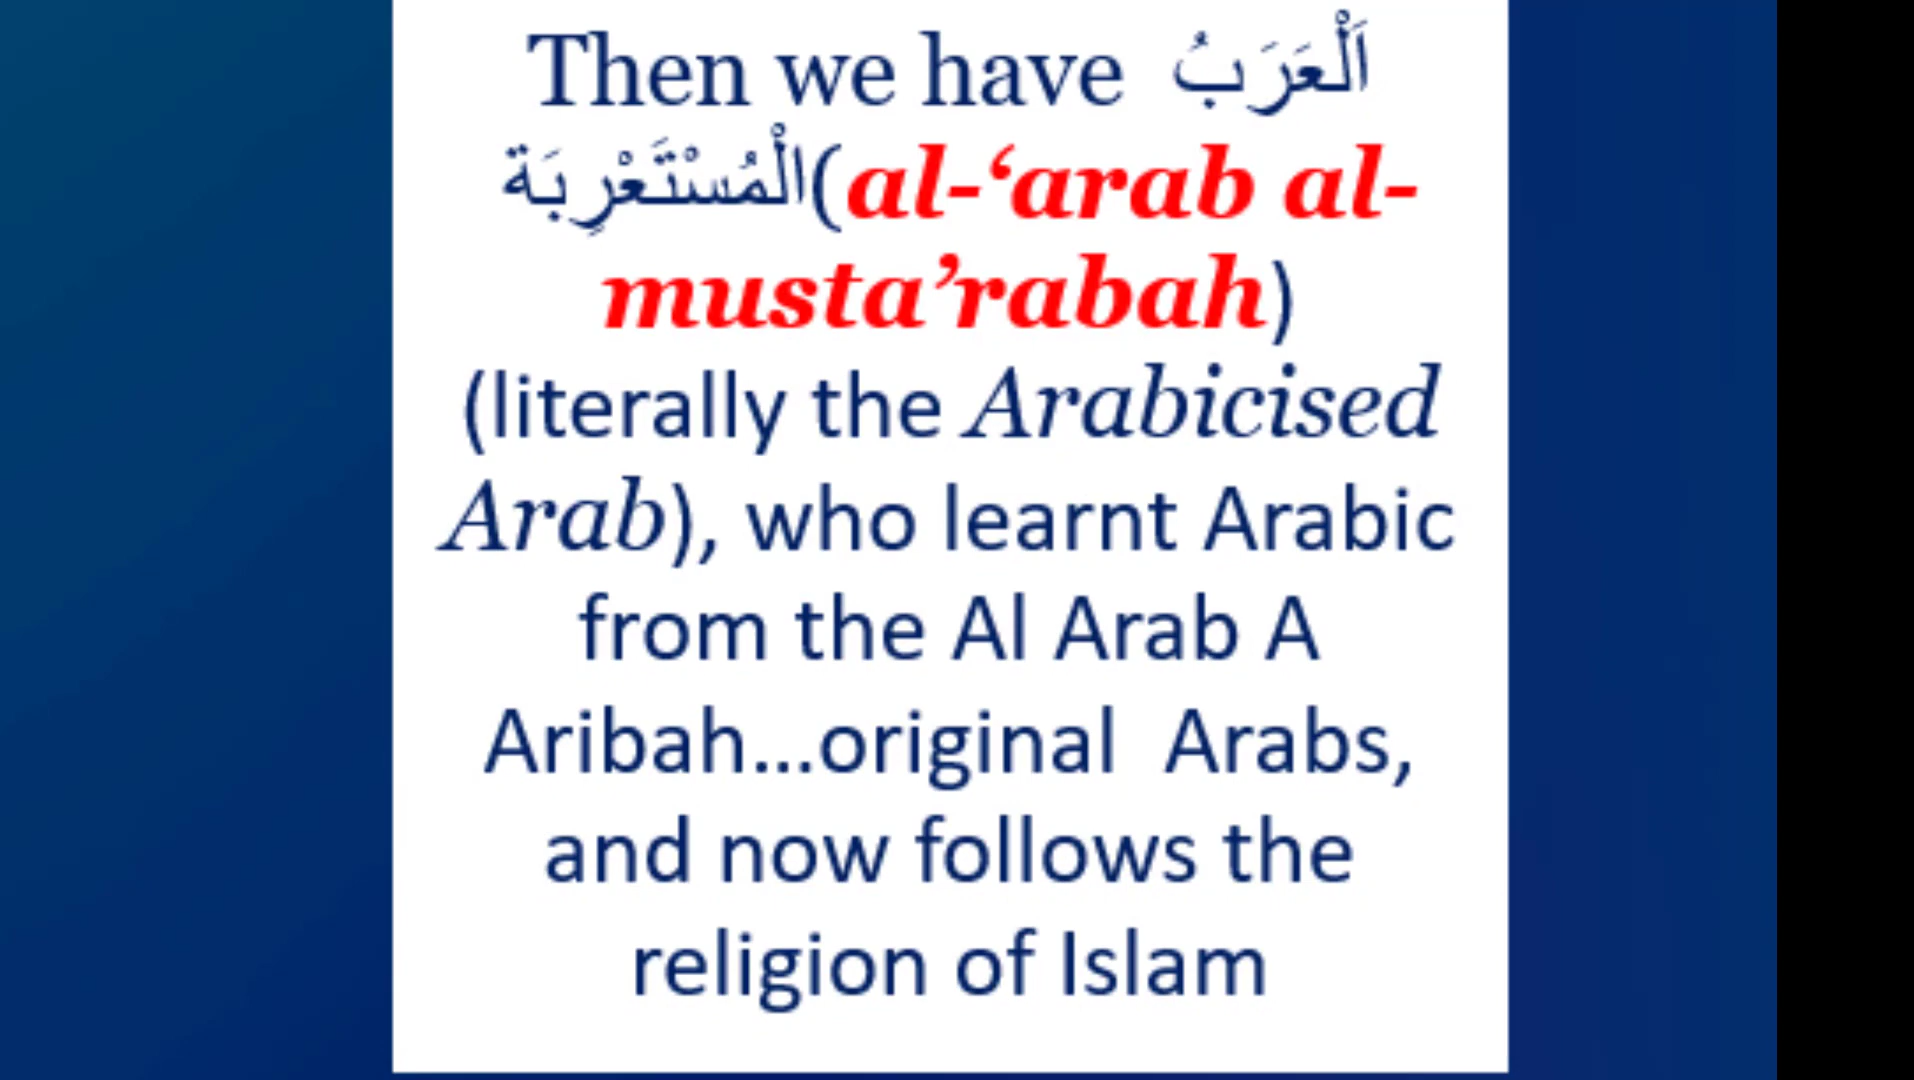 Then we have اَلْعَرَبُ
الْمُسْتَعْرِبَة(al-‘arab al-
musta’rabah)
(literally the Arabicised
Arab), who learnt Arabic
from the Al Arab A
Aribah...original Arabs,
and now follows the
religion of Islam